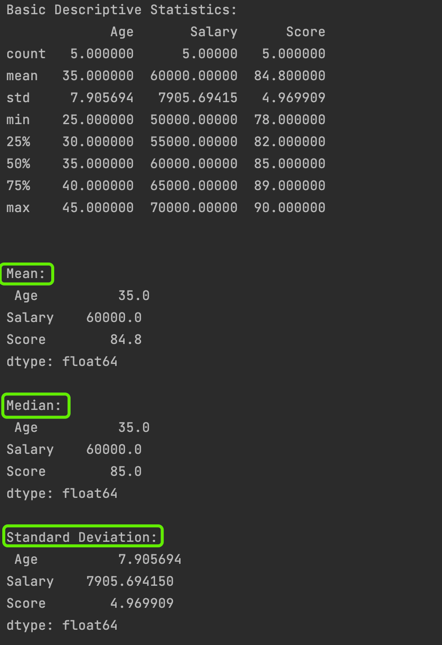 Basic Descriptive Statistics:
Age Salary Score
count 5.000000 5.00000 5.000000
mean 35.000000 60000.00000 84.800000
std 7.905694 7905.69415 4.969909
min 25.000000 50000.00000 78.000000
25% 30.000000 55000.00000 82.000000
50% 35.000000 60000.00000 85.000000
75% 40.000000 65000.00000 89.000000
max 45.000000 70000.00000 90.000000
Mean:
Age 35.0
Salary 60000.0
Score 84.8
dtype: float64
Median:
Age 35.0
Salary 60000.0
Score 85.0
dtype: float64
Standard Deviation:
Age 7.905694
Salary 7905.694150
Score 4.969909
dtype: float64